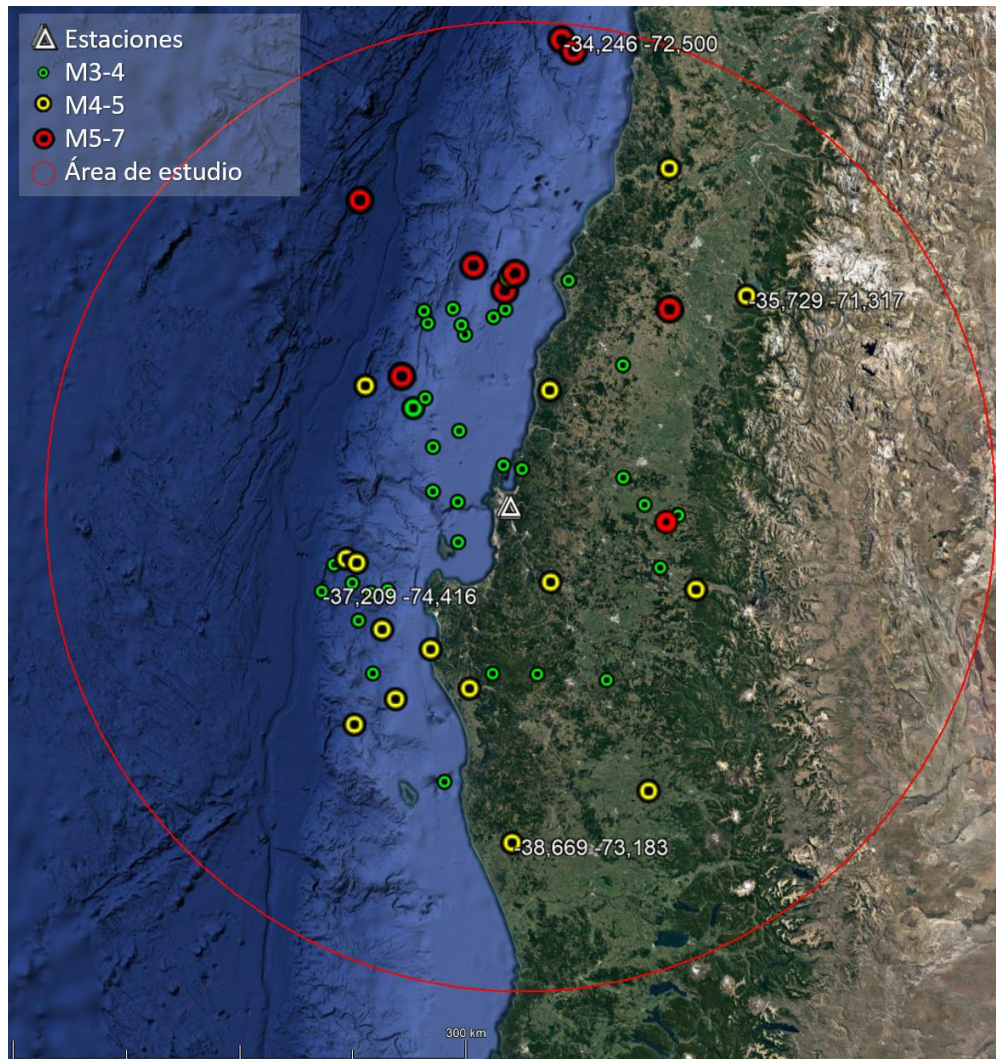 Estaciones
M3-4
M4-5
M5-7
Área de estudio
-34,246 -72,500
-35,729 -71,317
-37,209 -74,416
-38,669 -73,183
300 km